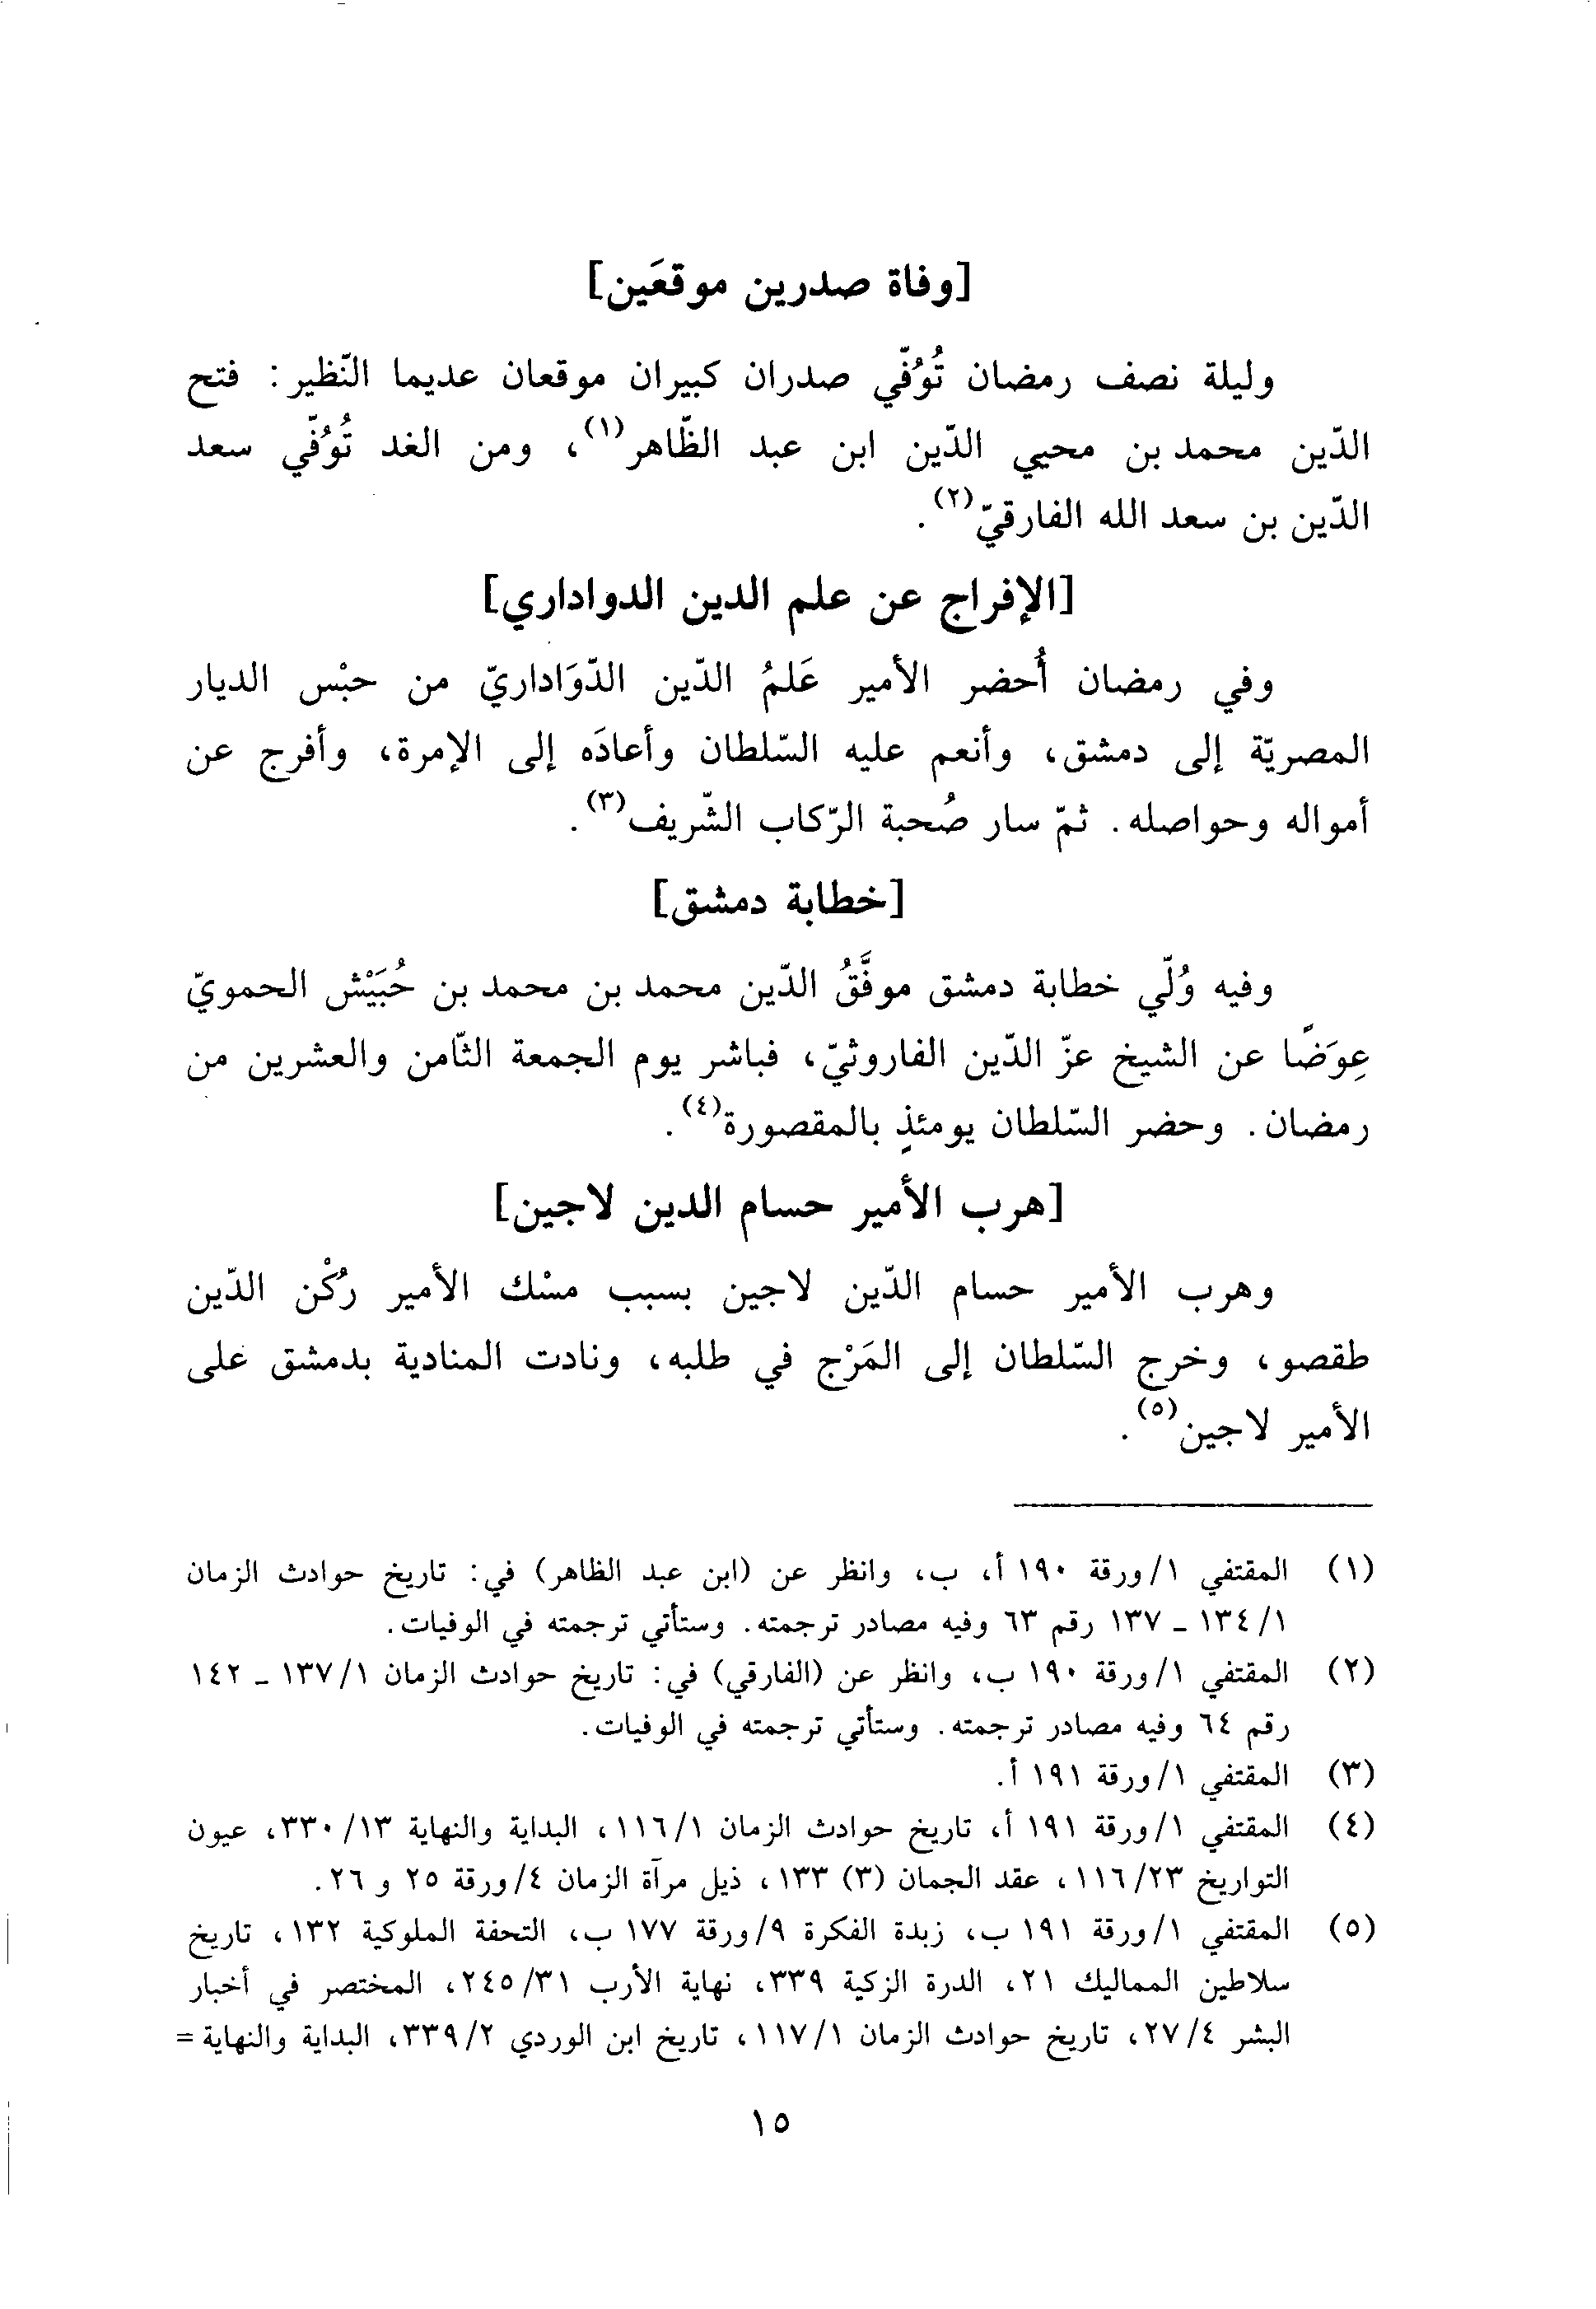 [وفاة صدرين موقعَين]
وليلة نصف رمضان تُوُفّي صدران كبيران موقعان عديما النّظير: فتح
الدّين محمد بن محيي الدّين ابن عبد الظّاهر(١)، ومن الغد تُوُفّي سعد
الدّين بن سعد الله الفارقيّ(٢).
[الإفراج عن علم الدين الدواداري]
وفي رمضان أُحضر الأمير عَلمُ الدّين الدّوَاداريّ من حبْس الديار
المصريّة إلى دمشق، وأنعم عليه السّلطان وأعادَه إلى الإمرة، وأفرج عن
أمواله وحواصله. ثمّ سار صُحبة الرّكاب الشّريف(٣).
[خطابة دمشق]
وفيه وُلّي خطابة دمشق موفَّقُ الدّين محمد بن محمد بن حُبَيْش الحمويّ
عِوَضًا عن الشيخ عزّ الدّين الفاروثيّ، فباشر يوم الجمعة الثّامن والعشرين من
رمضان. وحضر السّلطان يومئذٍ بالمقصورة(٤).
[هرب الأمير حسام الدين لاجين]
وهرب الأمير حسام الدّين لاجين بسبب مسْك الأمير رُكْن الدّين
طقصو، وخرج السّلطان إلى المَرْج في طلبه، ونادت المنادية بدمشق على
الأمير لاجين(٥).
(١) المقتفي ١/ورقة ١٩٠ أ، ب، وانظر عن (ابن عبد الظاهر) في: تاريخ حوادث الزمان
١/ ١٣٤ - ١٣٧ رقم ٦٣ وفيه مصادر ترجمته. وستأتي ترجمته في الوفيات.
(٢) المقتفي ١/ورقة ١٩٠ ب، وانظر عن (الفارقي) في: تاريخ حوادث الزمان ١/ ١٣٧ - ١٤٢
رقم ٦٤ وفيه مصادر ترجمته. وستأتي ترجمته في الوفيات.
(٣) المقتفي ١/ورقة ١٩١ أ.
(٤) المقتفي ١/ورقة ١٩١ أ، تاريخ حوادث الزمان ١/ ١١٦، البداية والنهاية ١٣/ ٣٣٠، عيون
التواريخ ٢٣/ ١١٦، عقد الجمان (٣) ١٣٣، ذيل مرآة الزمان ٤/ورقة ٢٥ و ٢٦.
(٥) المقتفي ١/ورقة ١٩١ ب، زبدة الفكرة ٩/ورقة ١٧٧ ب، التحفة الملوكية ١٣٢، تاريخ
سلاطين المماليك ٢١، الدرة الزكية ٣٣٩، نهاية الأرب ٣١/ ٢٤٥، المختصر في أخبار
البشر ٤/ ٢٧، تاريخ حوادث الزمان ١/ ١١٧، تاريخ ابن الوردي ٢/ ٣٣٩، البداية والنهاية =
١٥